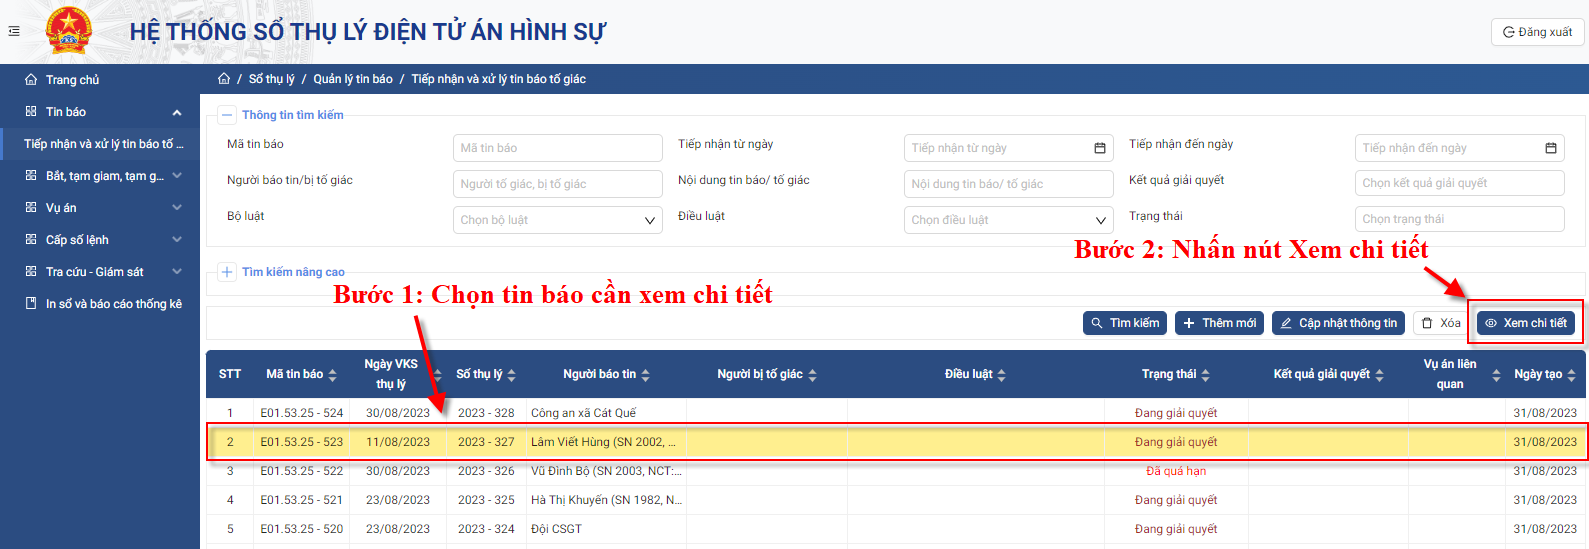 HỆ THỐNG SỔ THỤ LÝ ĐIỆN TỬ ÁN HÌNH SỰ
Đăng xuất
Trang chủ
Tin báo
Tiếp nhận và xử lý tin báo tố ...
Bắt, tạm giam, tạm g...
Vụ án
Cấp số lệnh
Tra cứu - Giám sát
In sổ và báo cáo thống kê
/ Sổ thụ lý / Quản lý tin báo / Tiếp nhận và xử lý tin báo tố giác
Thông tin tìm kiếm
Mã tin báo Mã tin báo Tiếp nhận từ ngày Tiếp nhận từ ngày Tiếp nhận đến ngày Tiếp nhận đến ngày
Người báo tin/bị tố giác Người tố giác, bị tố giác Nội dung tin báo/ tố giác Nội dung tin báo/ tố giác Kết quả giải quyết Chọn kết quả giải quyết
Bộ luật Chọn bộ luật Điều luật Chọn điều luật Trạng thái Chọn trạng thái
Bước 2: Nhấn nút Xem chi tiết
Tìm kiếm nâng cao
Bước 1: Chọn tin báo cần xem chi tiết
Tìm kiếm Thêm mới Cập nhật thông tin Xóa Xem chi tiết
STT Mã tin báo Ngày VKS thụ lý Số thụ lý Người báo tin Người bị tố giác Điều luật Trạng thái Kết quả giải quyết Vụ án liên quan Ngày tạo
1 E01.53.25 - 524 30/08/2023 2023 - 328 Công an xã Cát Quế Đang giải quyết 31/08/2023
2 E01.53.25 - 523 11/08/2023 2023 - 327 Lâm Viết Hùng (SN 2002, ... Đang giải quyết 31/08/2023
3 E01.53.25 - 522 30/08/2023 2023 - 326 Vũ Đình Bộ (SN 2003, NCT:... Đã quá hạn 31/08/2023
4 E01.53.25 - 521 23/08/2023 2023 - 325 Hà Thị Khuyến (SN 1982, N... Đang giải quyết 31/08/2023
5 E01.53.25 - 520 23/08/2023 2023 - 324 Đội CSGT Đang giải quyết 31/08/2023